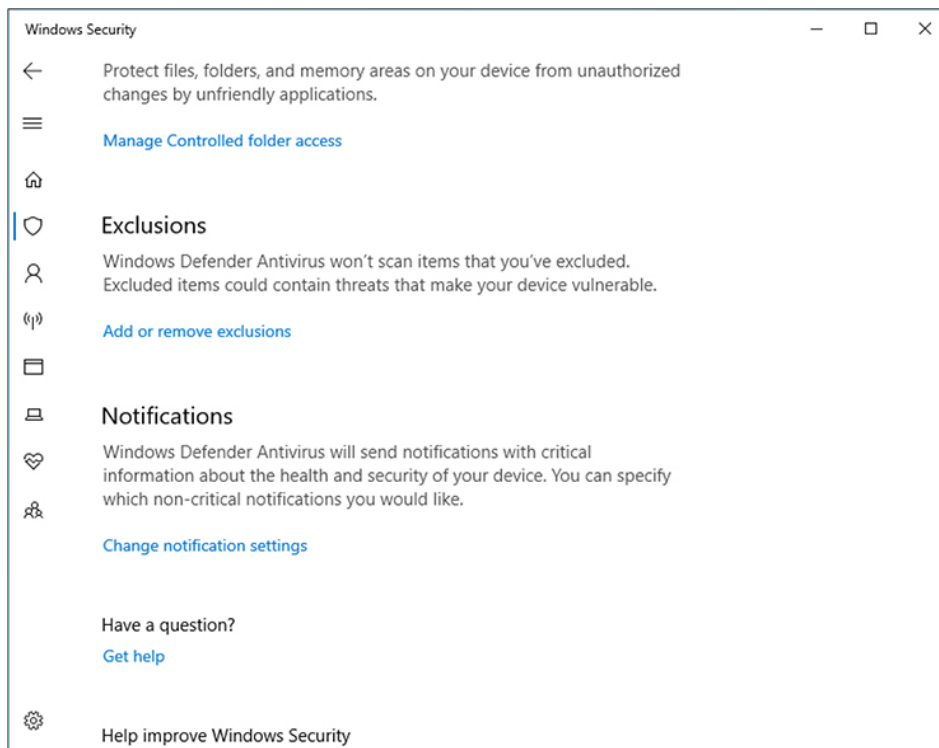 Windows Security
Protect files, folders, and memory areas on your device from unauthorized
changes by unfriendly applications.
Manage Controlled folder access
Exclusions
Windows Defender Antivirus won’t scan items that you’ve excluded.
Excluded items could contain threats that make your device vulnerable.
Add or remove exclusions
Notifications
Windows Defender Antivirus will send notifications with critical
information about the health and security of your device. You can specify
which non-critical notifications you would like.
Change notification settings
Have a question?
Get help
Help improve Windows Security